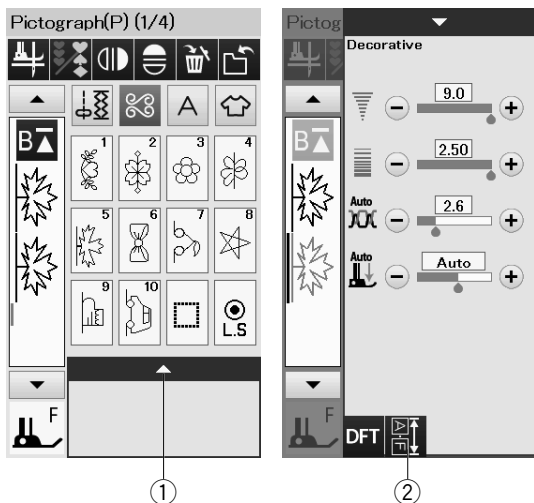 Pictograph(P) (1/4)
B
A
1
2
3
4
5
6
7
8
9
10
L.S
F
1
Pictog
Decorative
B
9.0
2.50
Auto
2.6
Auto
Auto
F
DFT
A
F
2